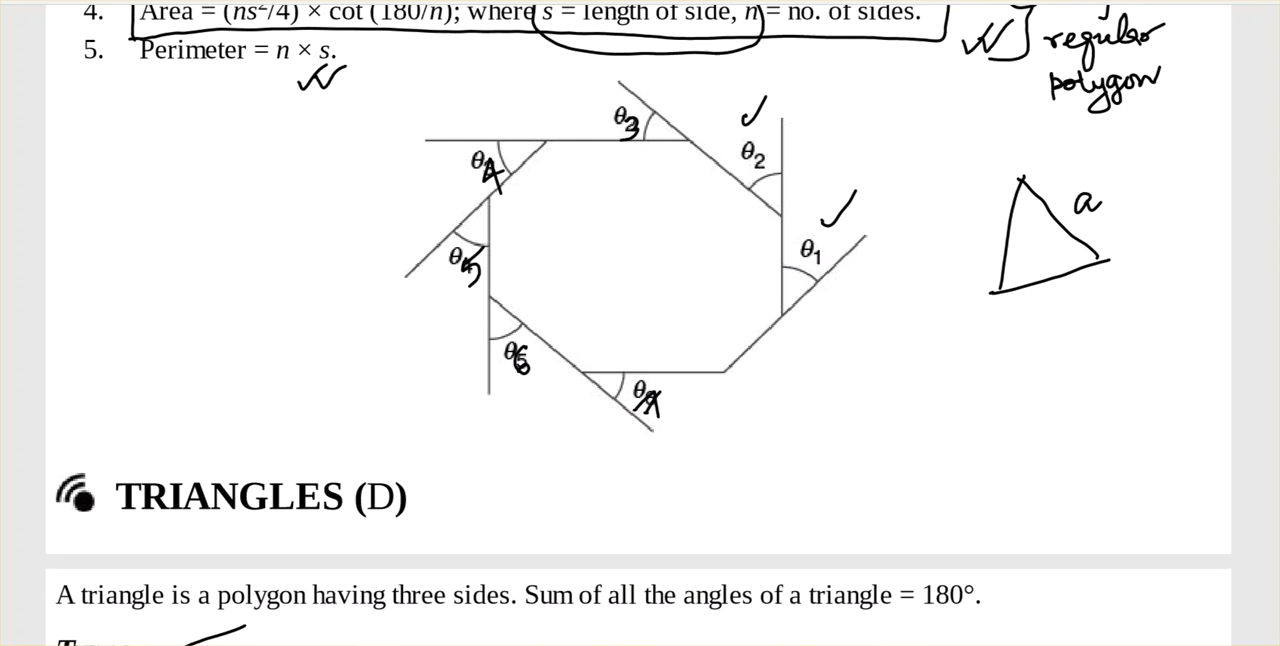 4. Area = (ns²/4) × cot (180/n); where s = length of side, n = no. of sides.
5. Perimeter = n × s.
regular
polygon
θ3
θ2
θ4
a
θ1
θ5
θ6
θ7
TRIANGLES (D)
A triangle is a polygon having three sides. Sum of all the angles of a triangle = 180°.